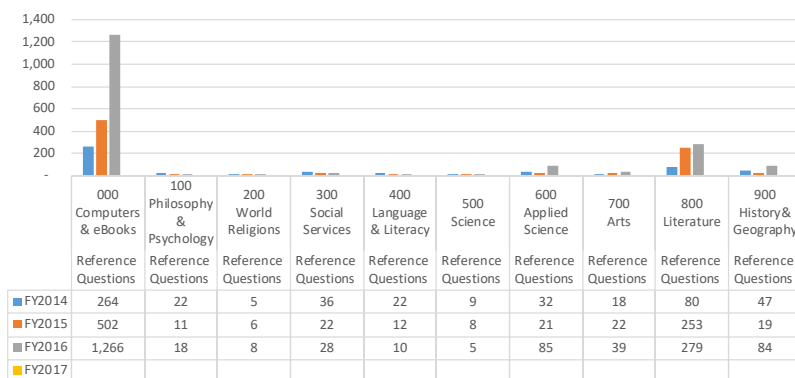 1,400
1,200
1,000
800
600
400
200
-
000 Computers & eBooks
100 Philosophy & Psychology
200 World Religions
300 Social Services
400 Language & Literacy
500 Science
600 Applied Science
700 Arts
800 Literature
900 History& Geography
Reference Questions Reference Questions Reference Questions Reference Questions Reference Questions Reference Questions Reference Questions Reference Questions Reference Questions Reference Questions
FY2014 264 22 5 36 22 9 32 18 80 47
FY2015 502 11 6 22 12 8 21 22 253 19
FY2016 1,266 18 8 28 10 5 85 39 279 84
FY2017